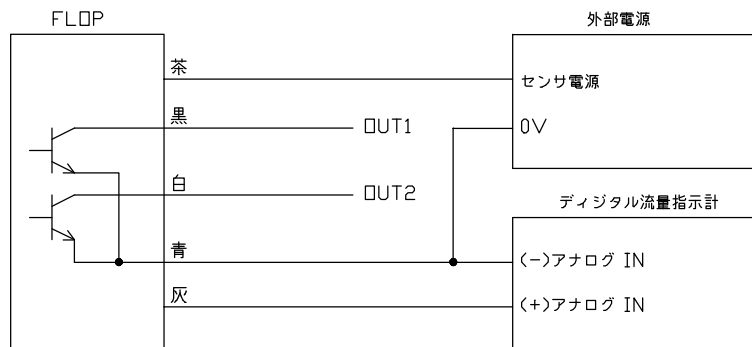 FLOP
外部電源
茶
センサ電源
黒
OUT1
0V
白
OUT2
ディジタル流量指示計
青
(-)アナログ IN
灰
(+)アナログ IN